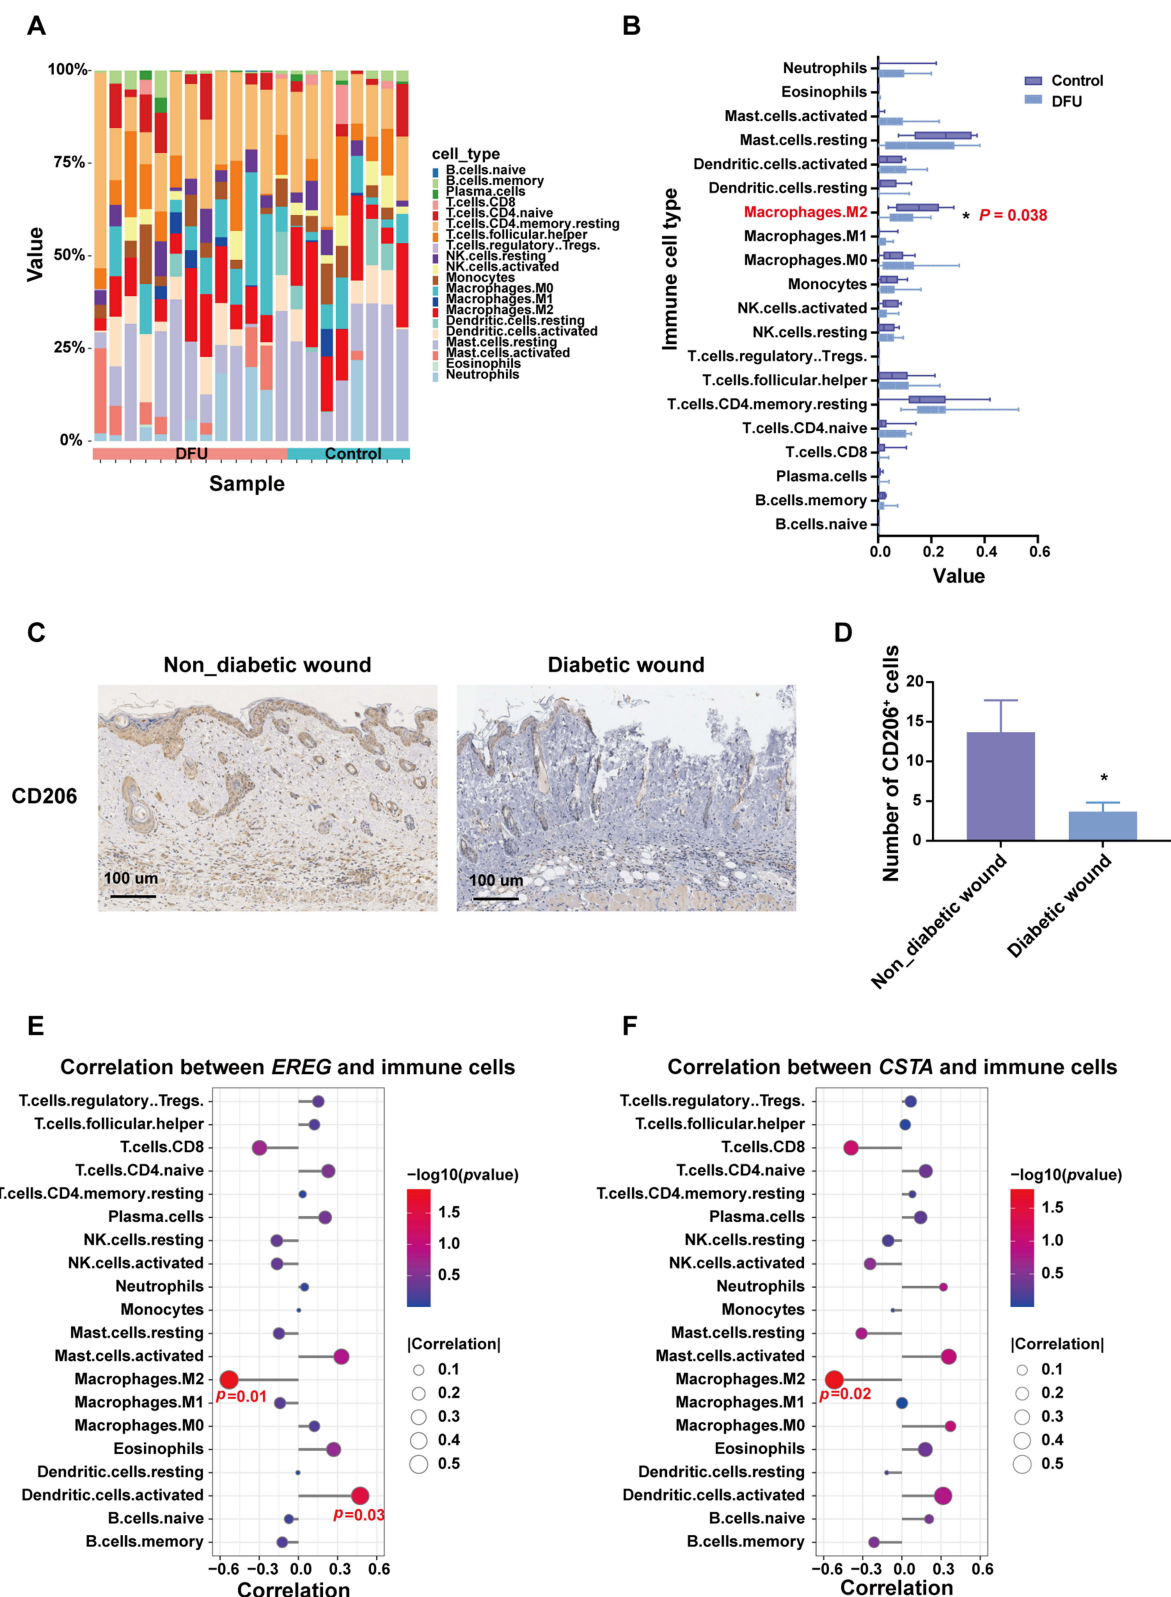 A
100%
75%
50%
25%
0%
Value
DFU
Control
Sample
cell_type
B.cells.naive
B.cells.memory
Plasma.cells
T.cells.CD8
T.cells.CD4.naive
T.cells.CD4.memory.resting
T.cells.follicular.helper
T.cells.regulatory..Tregs.
NK.cells.resting
NK.cells.activated
Monocytes
Macrophages.M0
Macrophages.M1
Macrophages.M2
Dendritic.cells.resting
Dendritic.cells.activated
Mast.cells.resting
Mast.cells.activated
Eosinophils
Neutrophils
B
Immune cell type
Neutrophils
Eosinophils
Mast.cells.activated
Mast.cells.resting
Dendritic.cells.activated
Dendritic.cells.resting
Macrophages.M2
Macrophages.M1
Macrophages.M0
Monocytes
NK.cells.activated
NK.cells.resting
T.cells.regulatory..Tregs.
T.cells.follicular.helper
T.cells.CD4.memory.resting
T.cells.CD4.naive
T.cells.CD8
Plasma.cells
B.cells.memory
B.cells.naive
Control
DFU
* P = 0.038
0.0 0.2 0.4 0.6
Value
C
Non_diabetic wound
Diabetic wound
CD206
100 um
100 um
D
Number of CD206+ cells
20
15
10
5
0
*
Non_diabetic wound
Diabetic wound
E
Correlation between EREG and immune cells
T.cells.regulatory..Tregs.
T.cells.follicular.helper
T.cells.CD8
T.cells.CD4.naive
T.cells.CD4.memory.resting
Plasma.cells
NK.cells.resting
NK.cells.activated
Neutrophils
Monocytes
Mast.cells.resting
Mast.cells.activated
Macrophages.M2
p=0.01
Macrophages.M1
Macrophages.M0
Eosinophils
Dendritic.cells.resting
Dendritic.cells.activated
p=0.03
B.cells.naive
B.cells.memory
−0.6 −0.3 0.0 0.3 0.6
Correlation
−log10(pvalue)
1.5
1.0
0.5
|Correlation|
0.1
0.2
0.3
0.4
0.5
F
Correlation between CSTA and immune cells
T.cells.regulatory..Tregs.
T.cells.follicular.helper
T.cells.CD8
T.cells.CD4.naive
T.cells.CD4.memory.resting
Plasma.cells
NK.cells.resting
NK.cells.activated
Neutrophils
Monocytes
Mast.cells.resting
Mast.cells.activated
Macrophages.M2
p=0.02
Macrophages.M1
Macrophages.M0
Eosinophils
Dendritic.cells.resting
Dendritic.cells.activated
B.cells.naive
B.cells.memory
−0.6 −0.3 0.0 0.3 0.6
Correlation
−log10(pvalue)
1.5
1.0
0.5
|Correlation|
0.1
0.2
0.3
0.4
0.5